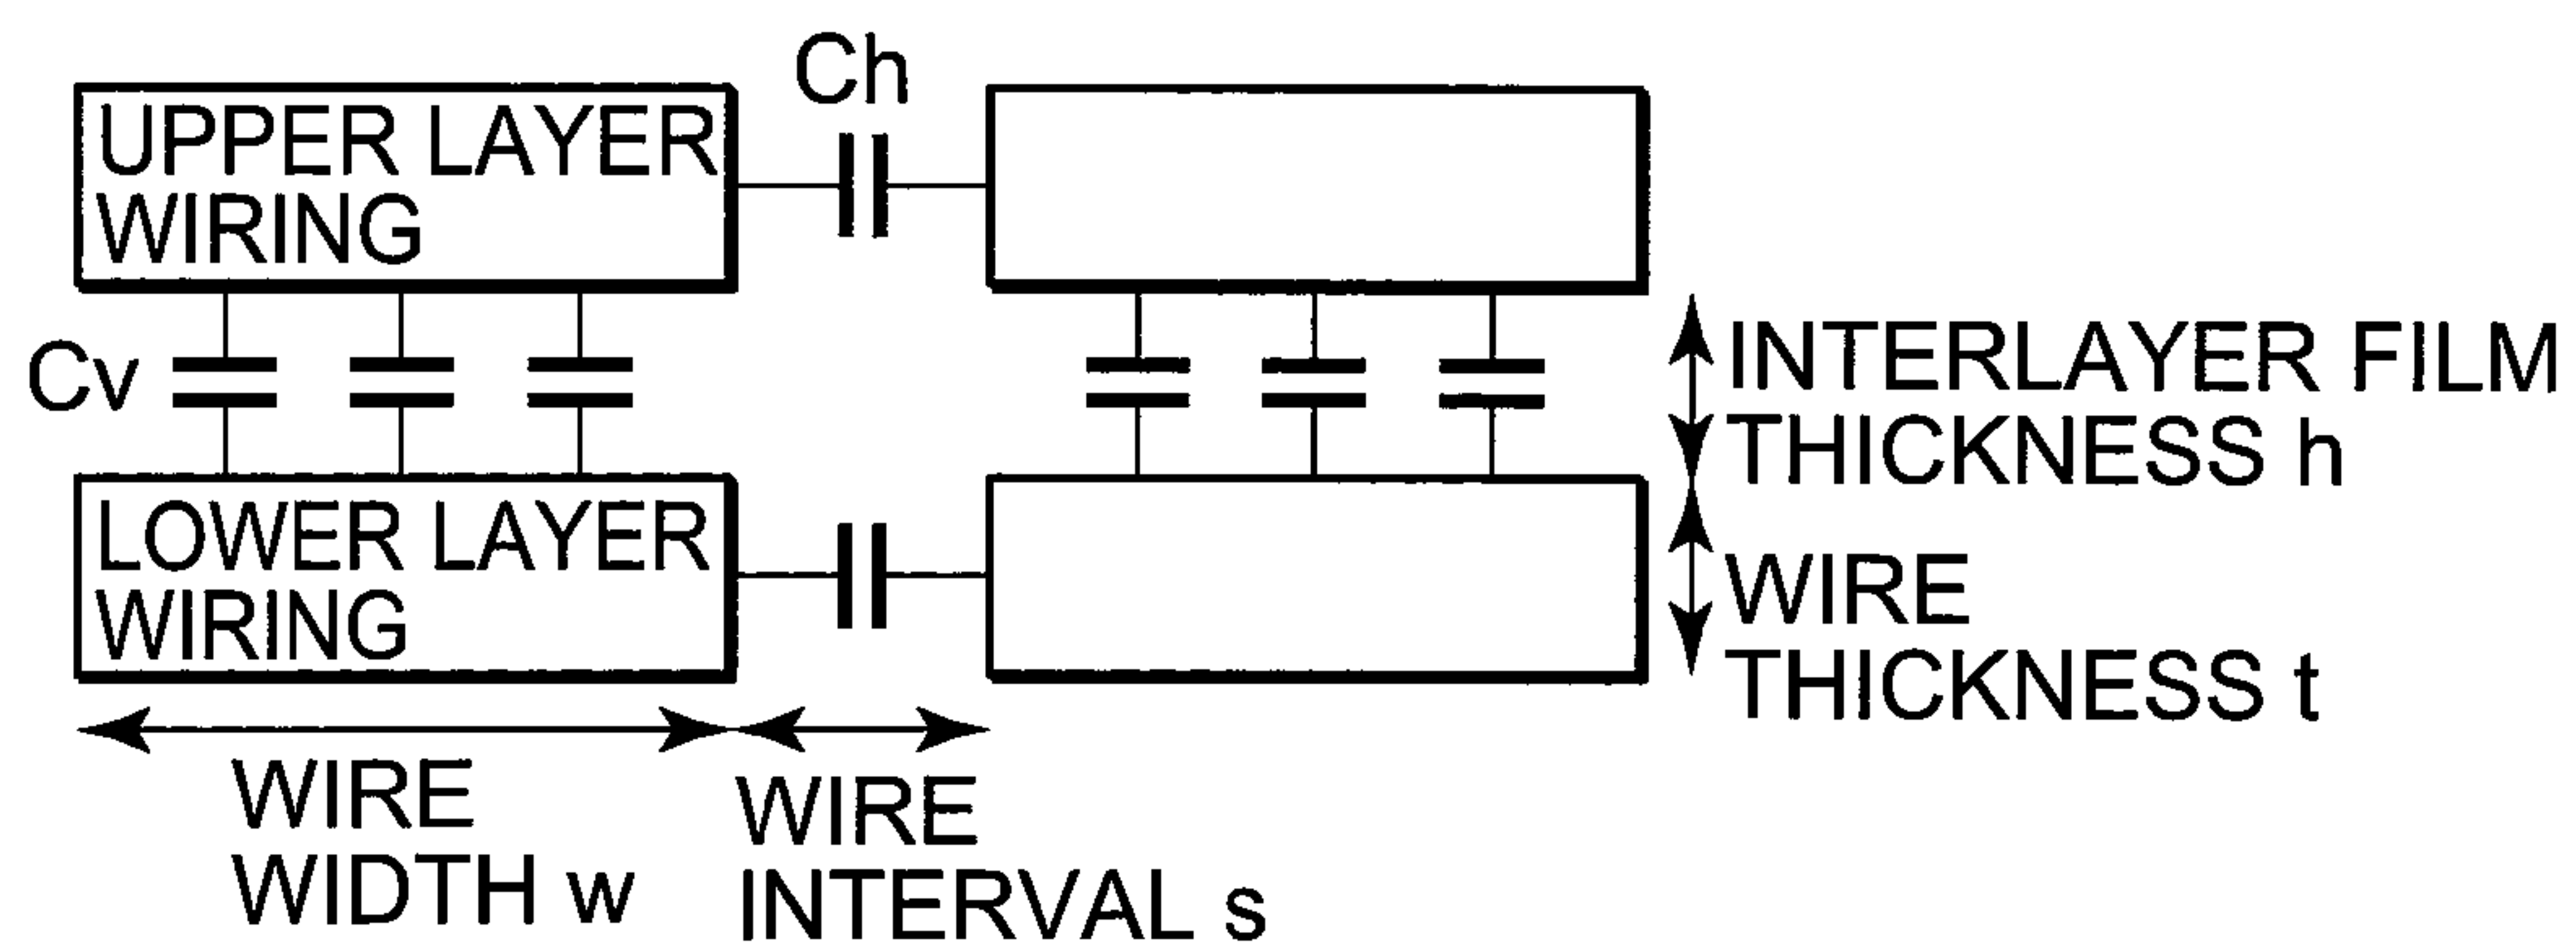 Ch
UPPER LAYER
WIRING
Cv
INTERLAYER FILM
THICKNESS h
LOWER LAYER
WIRING
WIRE
THICKNESS t
WIRE
WIDTH w
WIRE
INTERVAL s